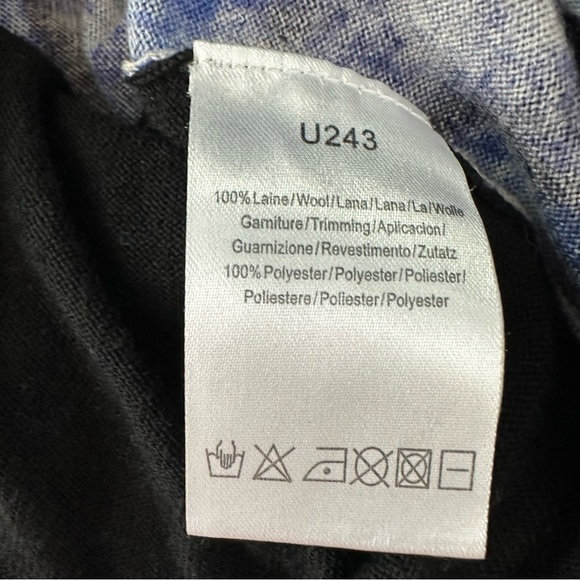 U243
100% Laine/Wool/Lana/Lana/La/Wolle
Garniture/Trimming/Aplicacion/
Guarnizione/Revestimento/Zutatz
100% Polyester/Polyester/Poliester/
Poliestere/Poliester/Polyester